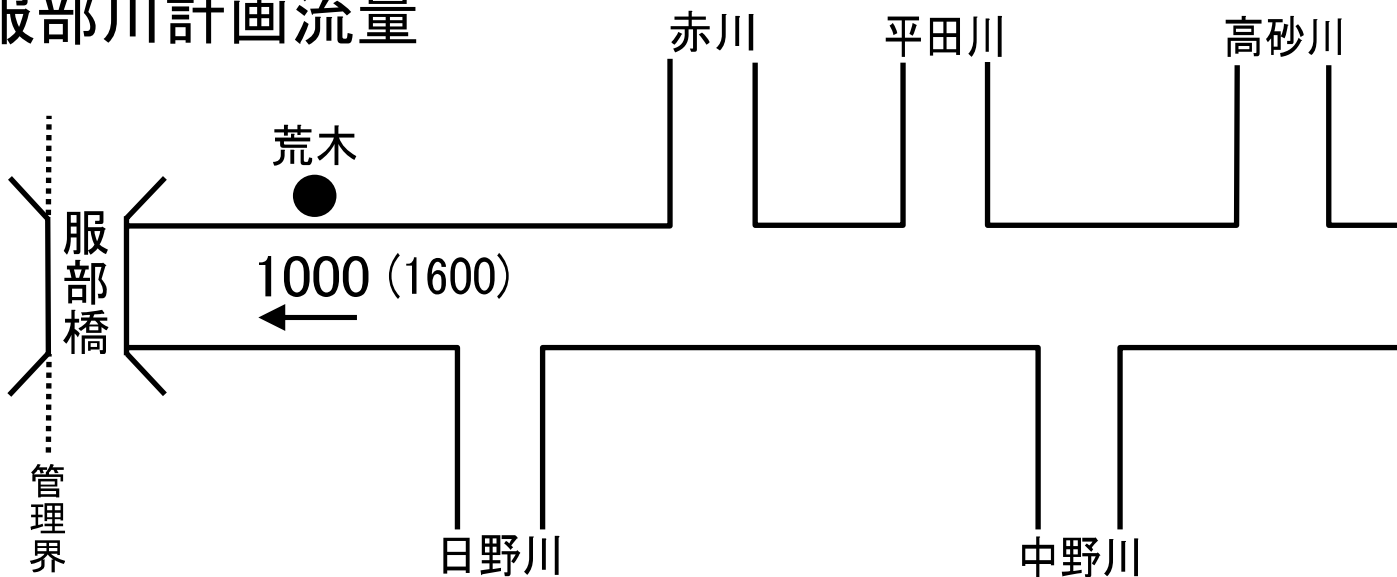 服部川計画流量
赤川
平田川
高砂川
荒木
服部橋
1000(1600)
管理界
日野川
中野川